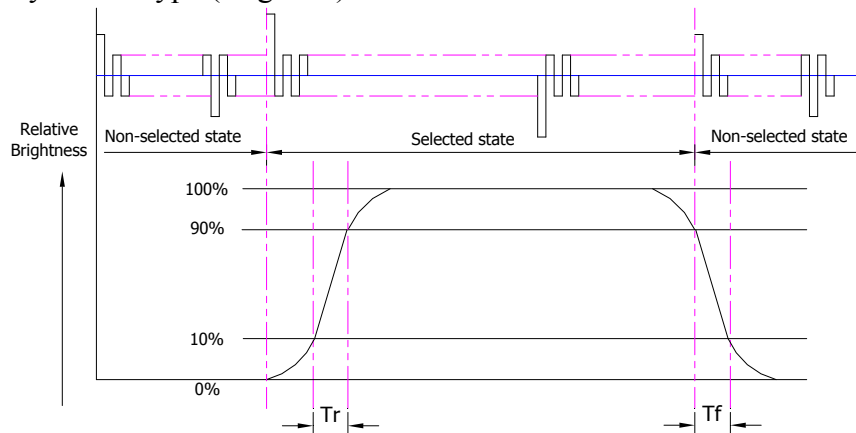 Relative
Brightness
Non-selected state
Selected state
Non-selected state
100%
90%
10%
0%
Tr
Tf